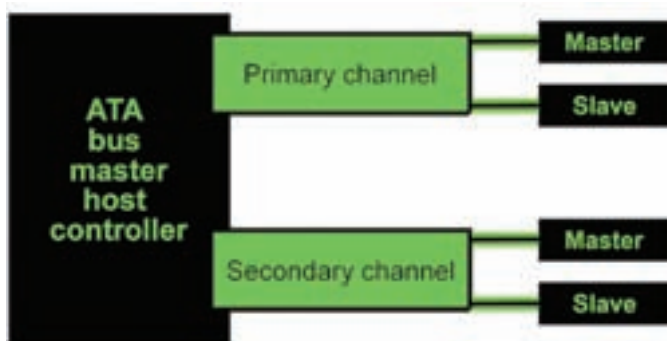 ATA
bus
master
host
controller
Primary channel
Master
Slave
Secondary channel
Master
Slave